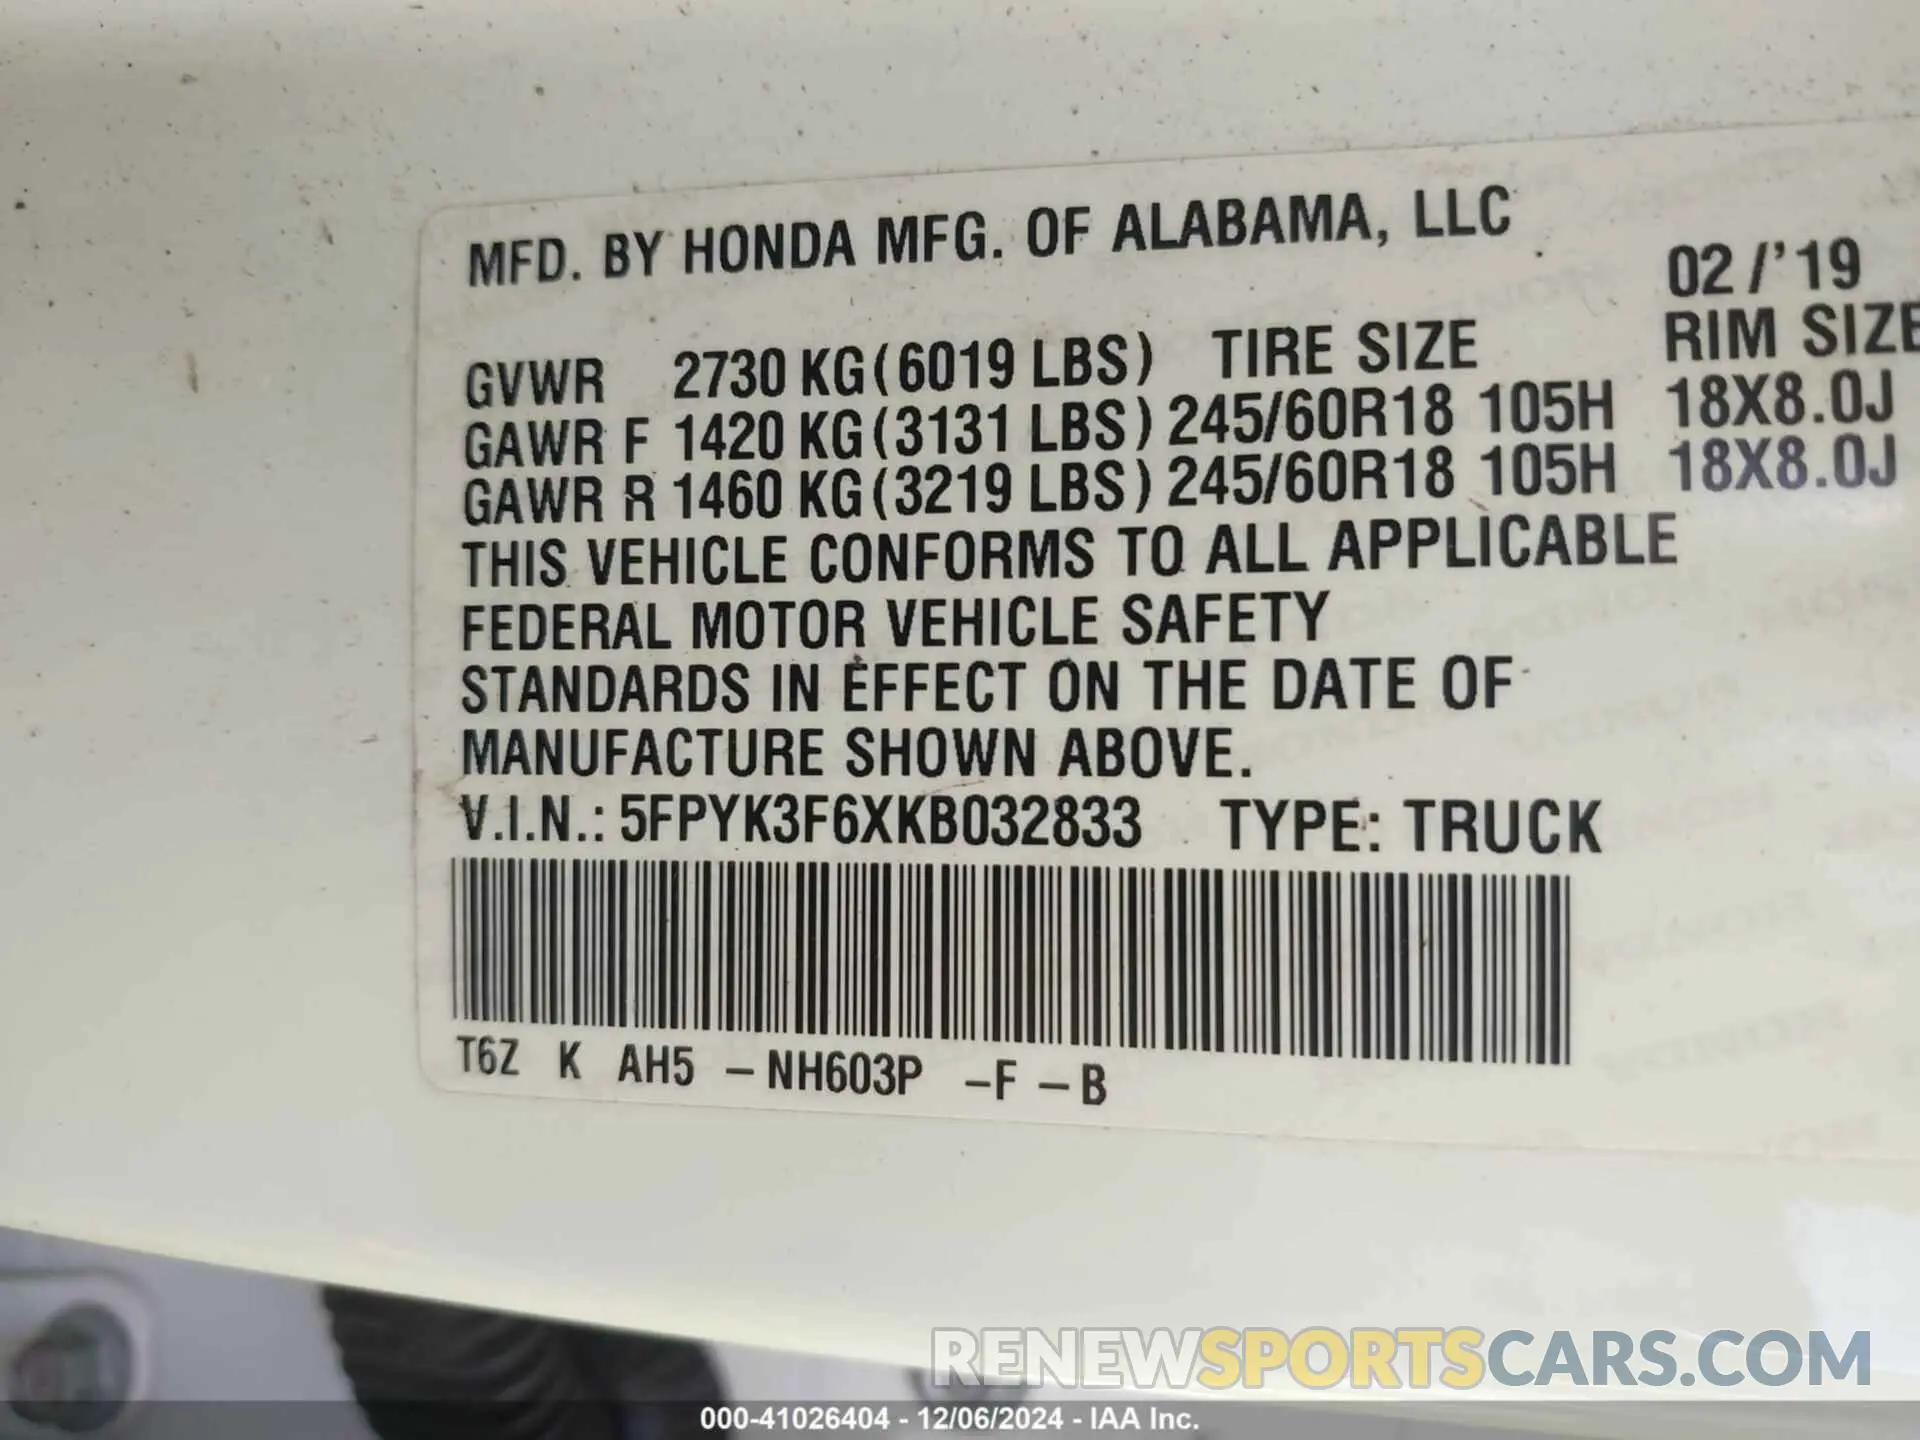 MFD. BY HONDA MFG. OF ALABAMA, LLC
02 /'19
GVWR 2730 KG (6019 LBS) TIRE SIZE RIM SIZE
GAWR F 1420 KG (3131 LBS) 245/60R18 105H 18X8.0J
GAWR R 1460 KG (3219 LBS) 245/60R18 105H 18X8.0J
THIS VEHICLE CONFORMS TO ALL APPLICABLE
FEDERAL MOTOR VEHICLE SAFETY
STANDARDS IN EFFECT ON THE DATE OF
MANUFACTURE SHOWN ABOVE.
V.I.N.: 5FPYK3F6XKB032833 TYPE: TRUCK
T6Z K AH5 – NH603P –F – B
RENEWSPORTSCARS.COM
000-41026404 - 12/06/2024 - IAA Inc.